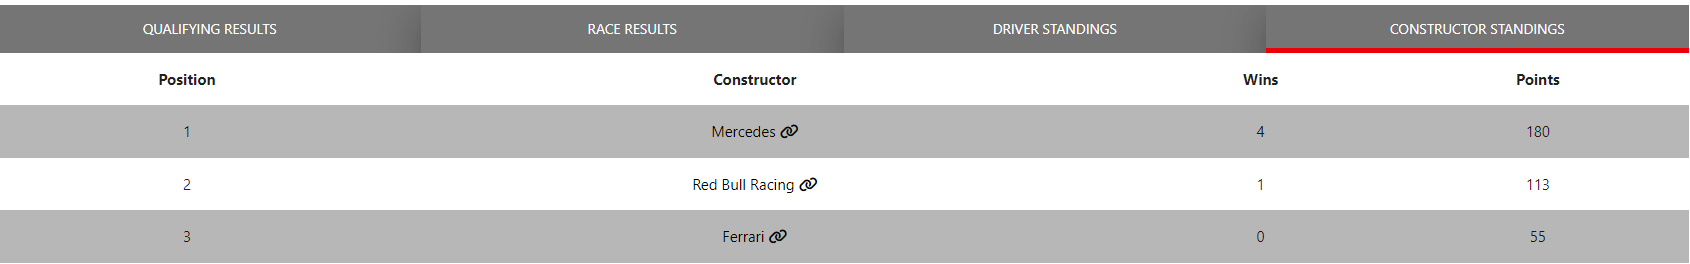 QUALIFYING RESULTS RACE RESULTS DRIVER STANDINGS CONSTRUCTOR STANDINGS
Position Constructor Wins Points
1 Mercedes 4 180
2 Red Bull Racing 1 113
3 Ferrari 0 55